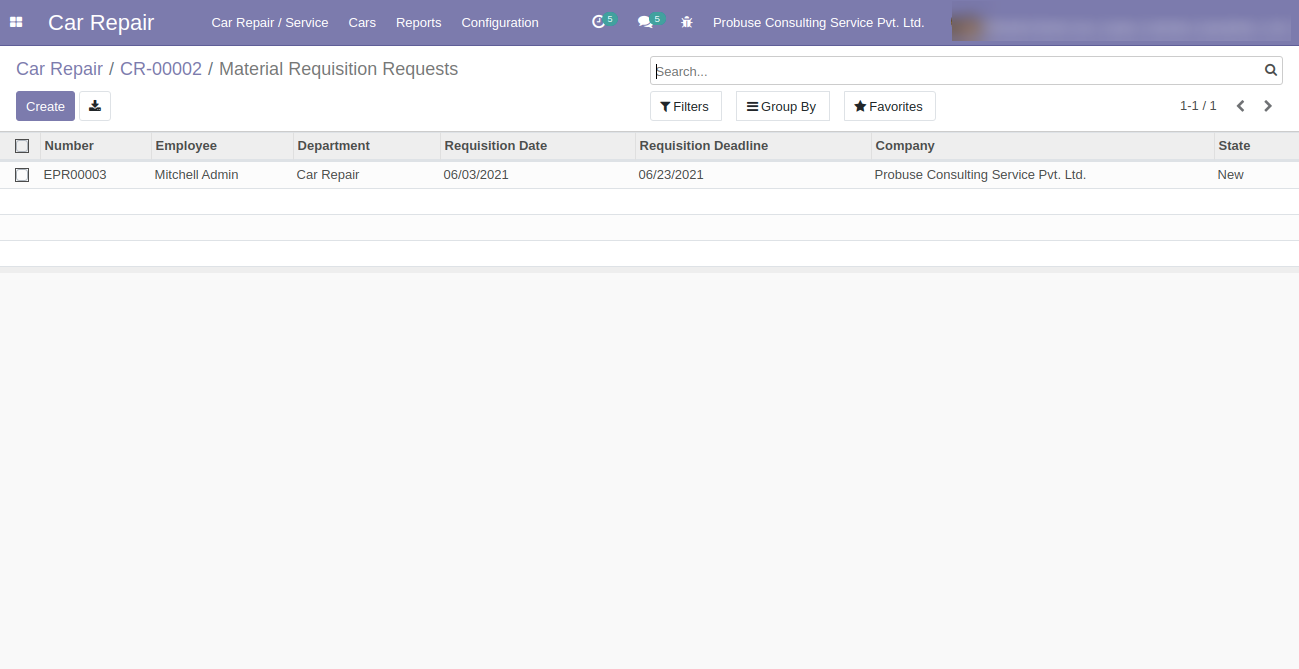 Car Repair Car Repair / Service Cars Reports Configuration 5 5 Probuse Consulting Service Pvt. Ltd.
Car Repair / CR-00002 / Material Requisition Requests
Search...
Create Filters Group By Favorites 1-1 / 1
Number Employee Department Requisition Date Requisition Deadline Company State
EPR00003 Mitchell Admin Car Repair 06/03/2021 06/23/2021 Probuse Consulting Service Pvt. Ltd. New